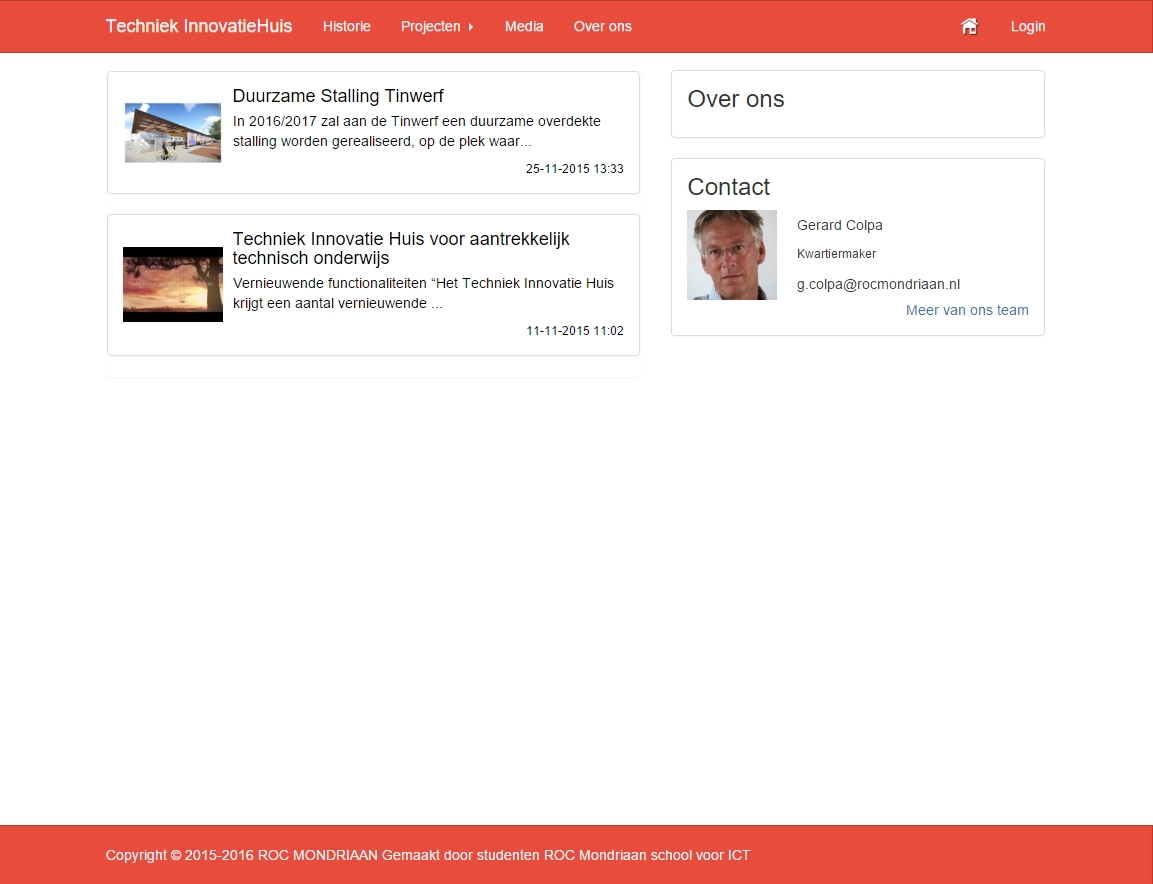 Techniek InnovatieHuis Historie Projecten Media Over ons Login
Duurzame Stalling Tinwerf
In 2016/2017 zal aan de Tinwerf een duurzame overdekte
stalling worden gerealiseerd, op de plek waar...
25-11-2015 13:33
Techniek Innovatie Huis voor aantrekkelijk
technisch onderwijs
Vernieuwende functionaliteiten “Het Techniek Innovatie Huis
krijgt een aantal vernieuwende ...
11-11-2015 11:02
Over ons
Contact
Gerard Colpa
Kwartiermaker
g.colpa@rocmondriaan.nl
Meer van ons team
Copyright © 2015-2016 ROC MONDRIAAN Gemaakt door studenten ROC Mondriaan school voor ICT